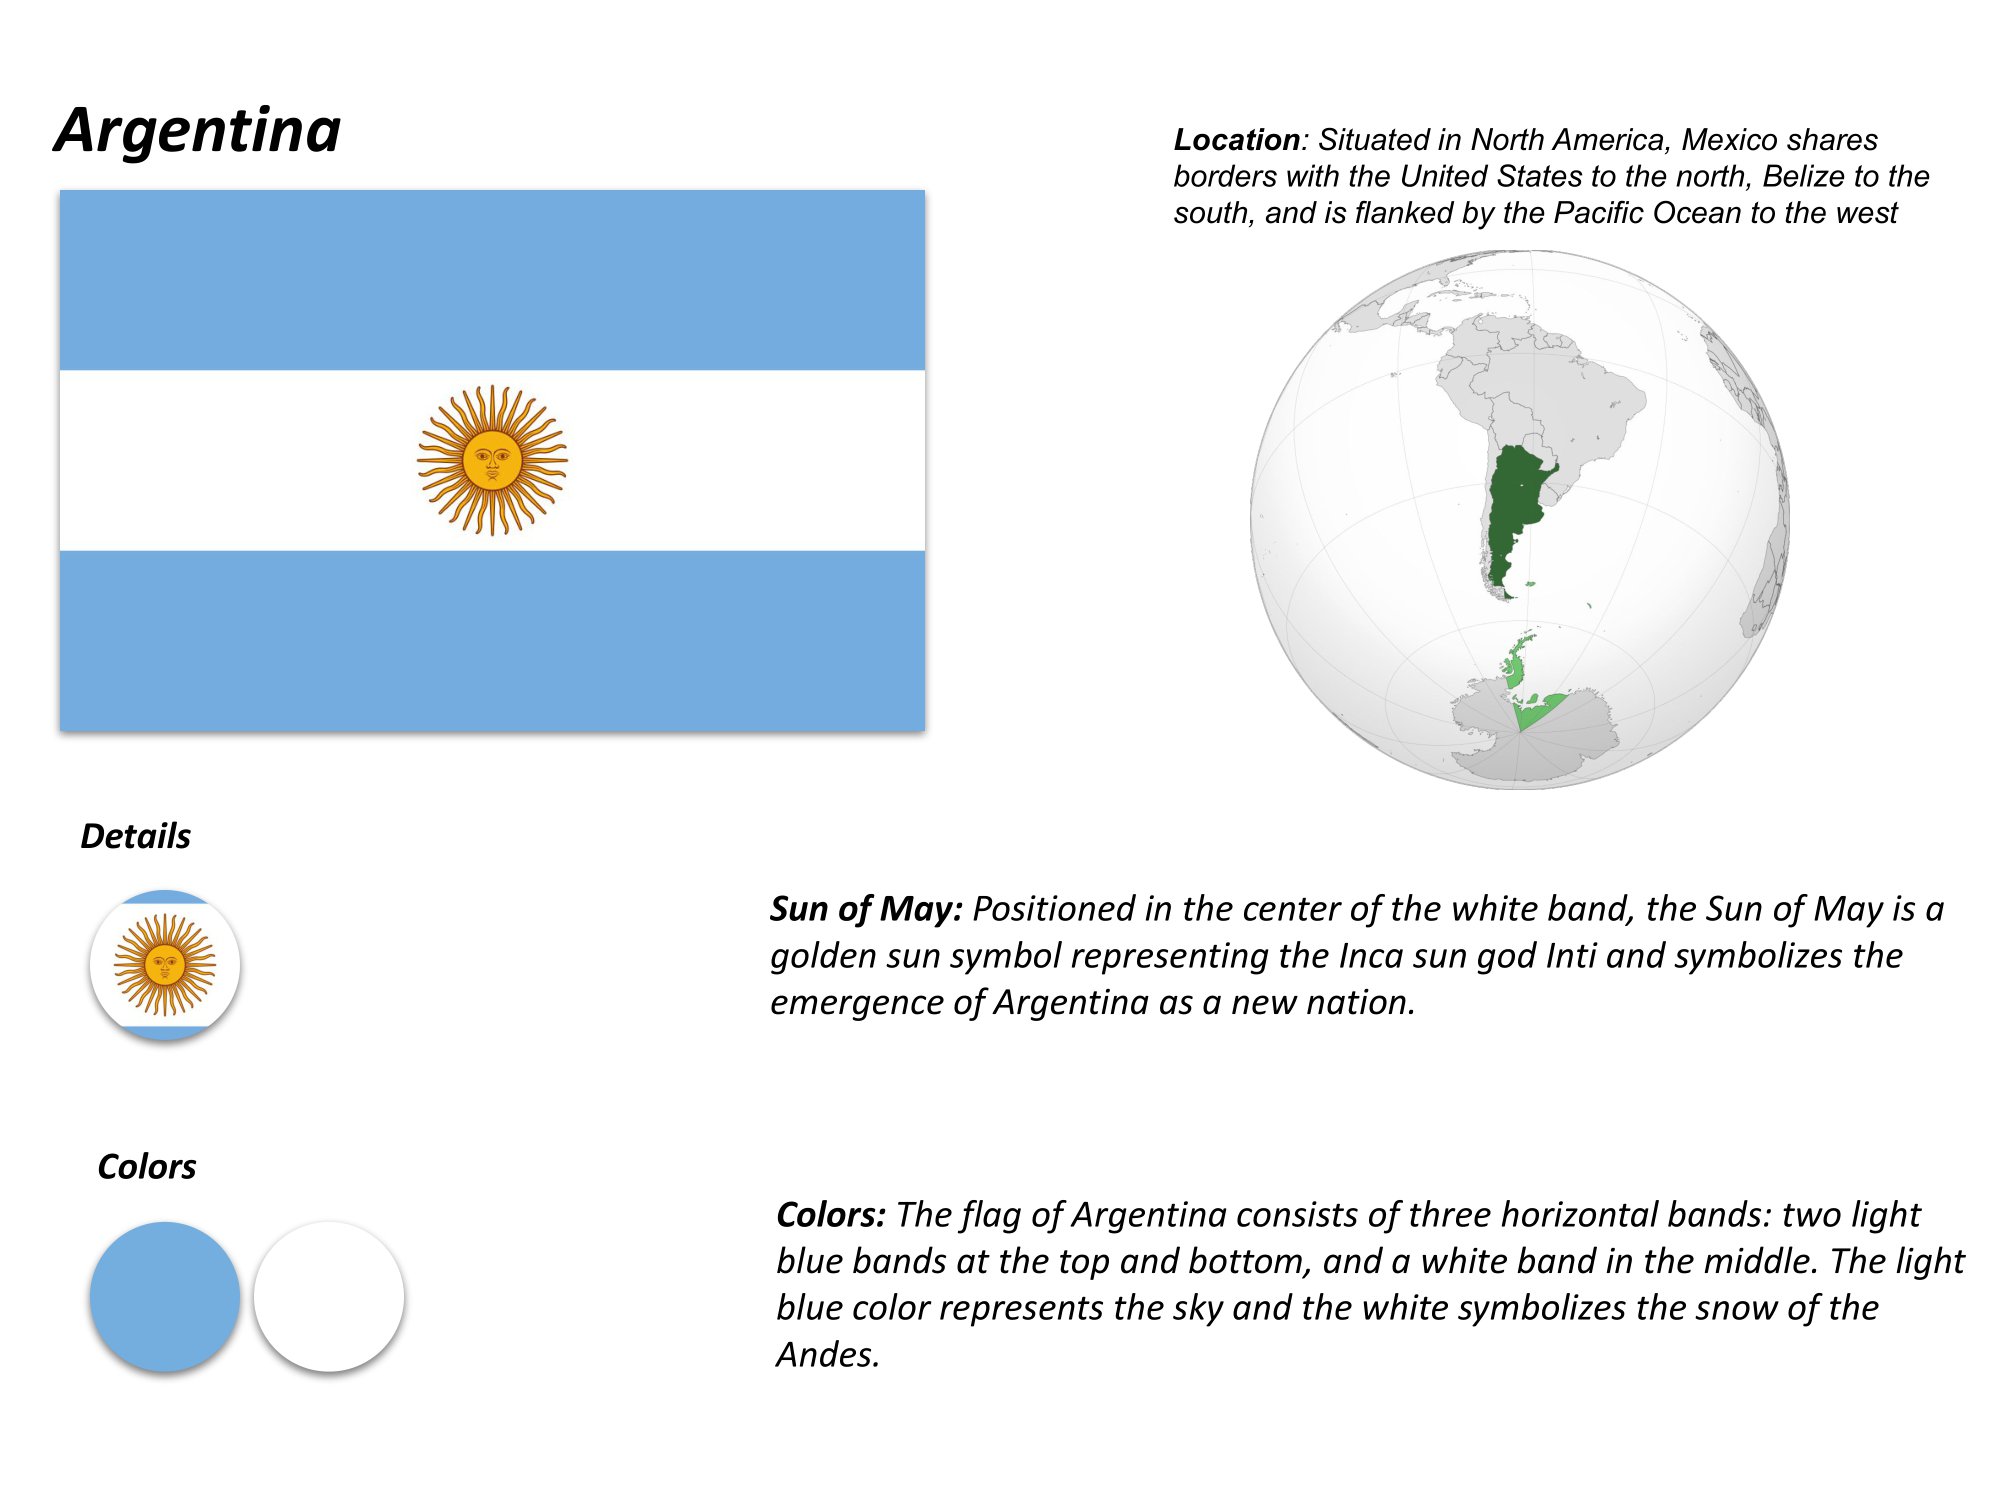 Argentina
Location: Situated in North America, Mexico shares
borders with the United States to the north, Belize to the
south, and is flanked by the Pacific Ocean to the west
Details
Sun of May: Positioned in the center of the white band, the Sun of May is a
golden sun symbol representing the Inca sun god Inti and symbolizes the
emergence of Argentina as a new nation.
Colors
Colors: The flag of Argentina consists of three horizontal bands: two light
blue bands at the top and bottom, and a white band in the middle. The light
blue color represents the sky and the white symbolizes the snow of the
Andes.